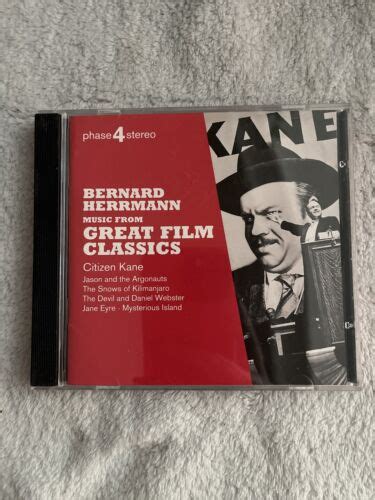 phase 4 stereo
KANE
BERNARD
HERRMANN
MUSIC FROM
GREAT FILM
CLASSICS
Citizen Kane
Jason and the Argonauts
The Snows of Kilimanjaro
The Devil and Daniel Webster
Jane Eyre · Mysterious Island